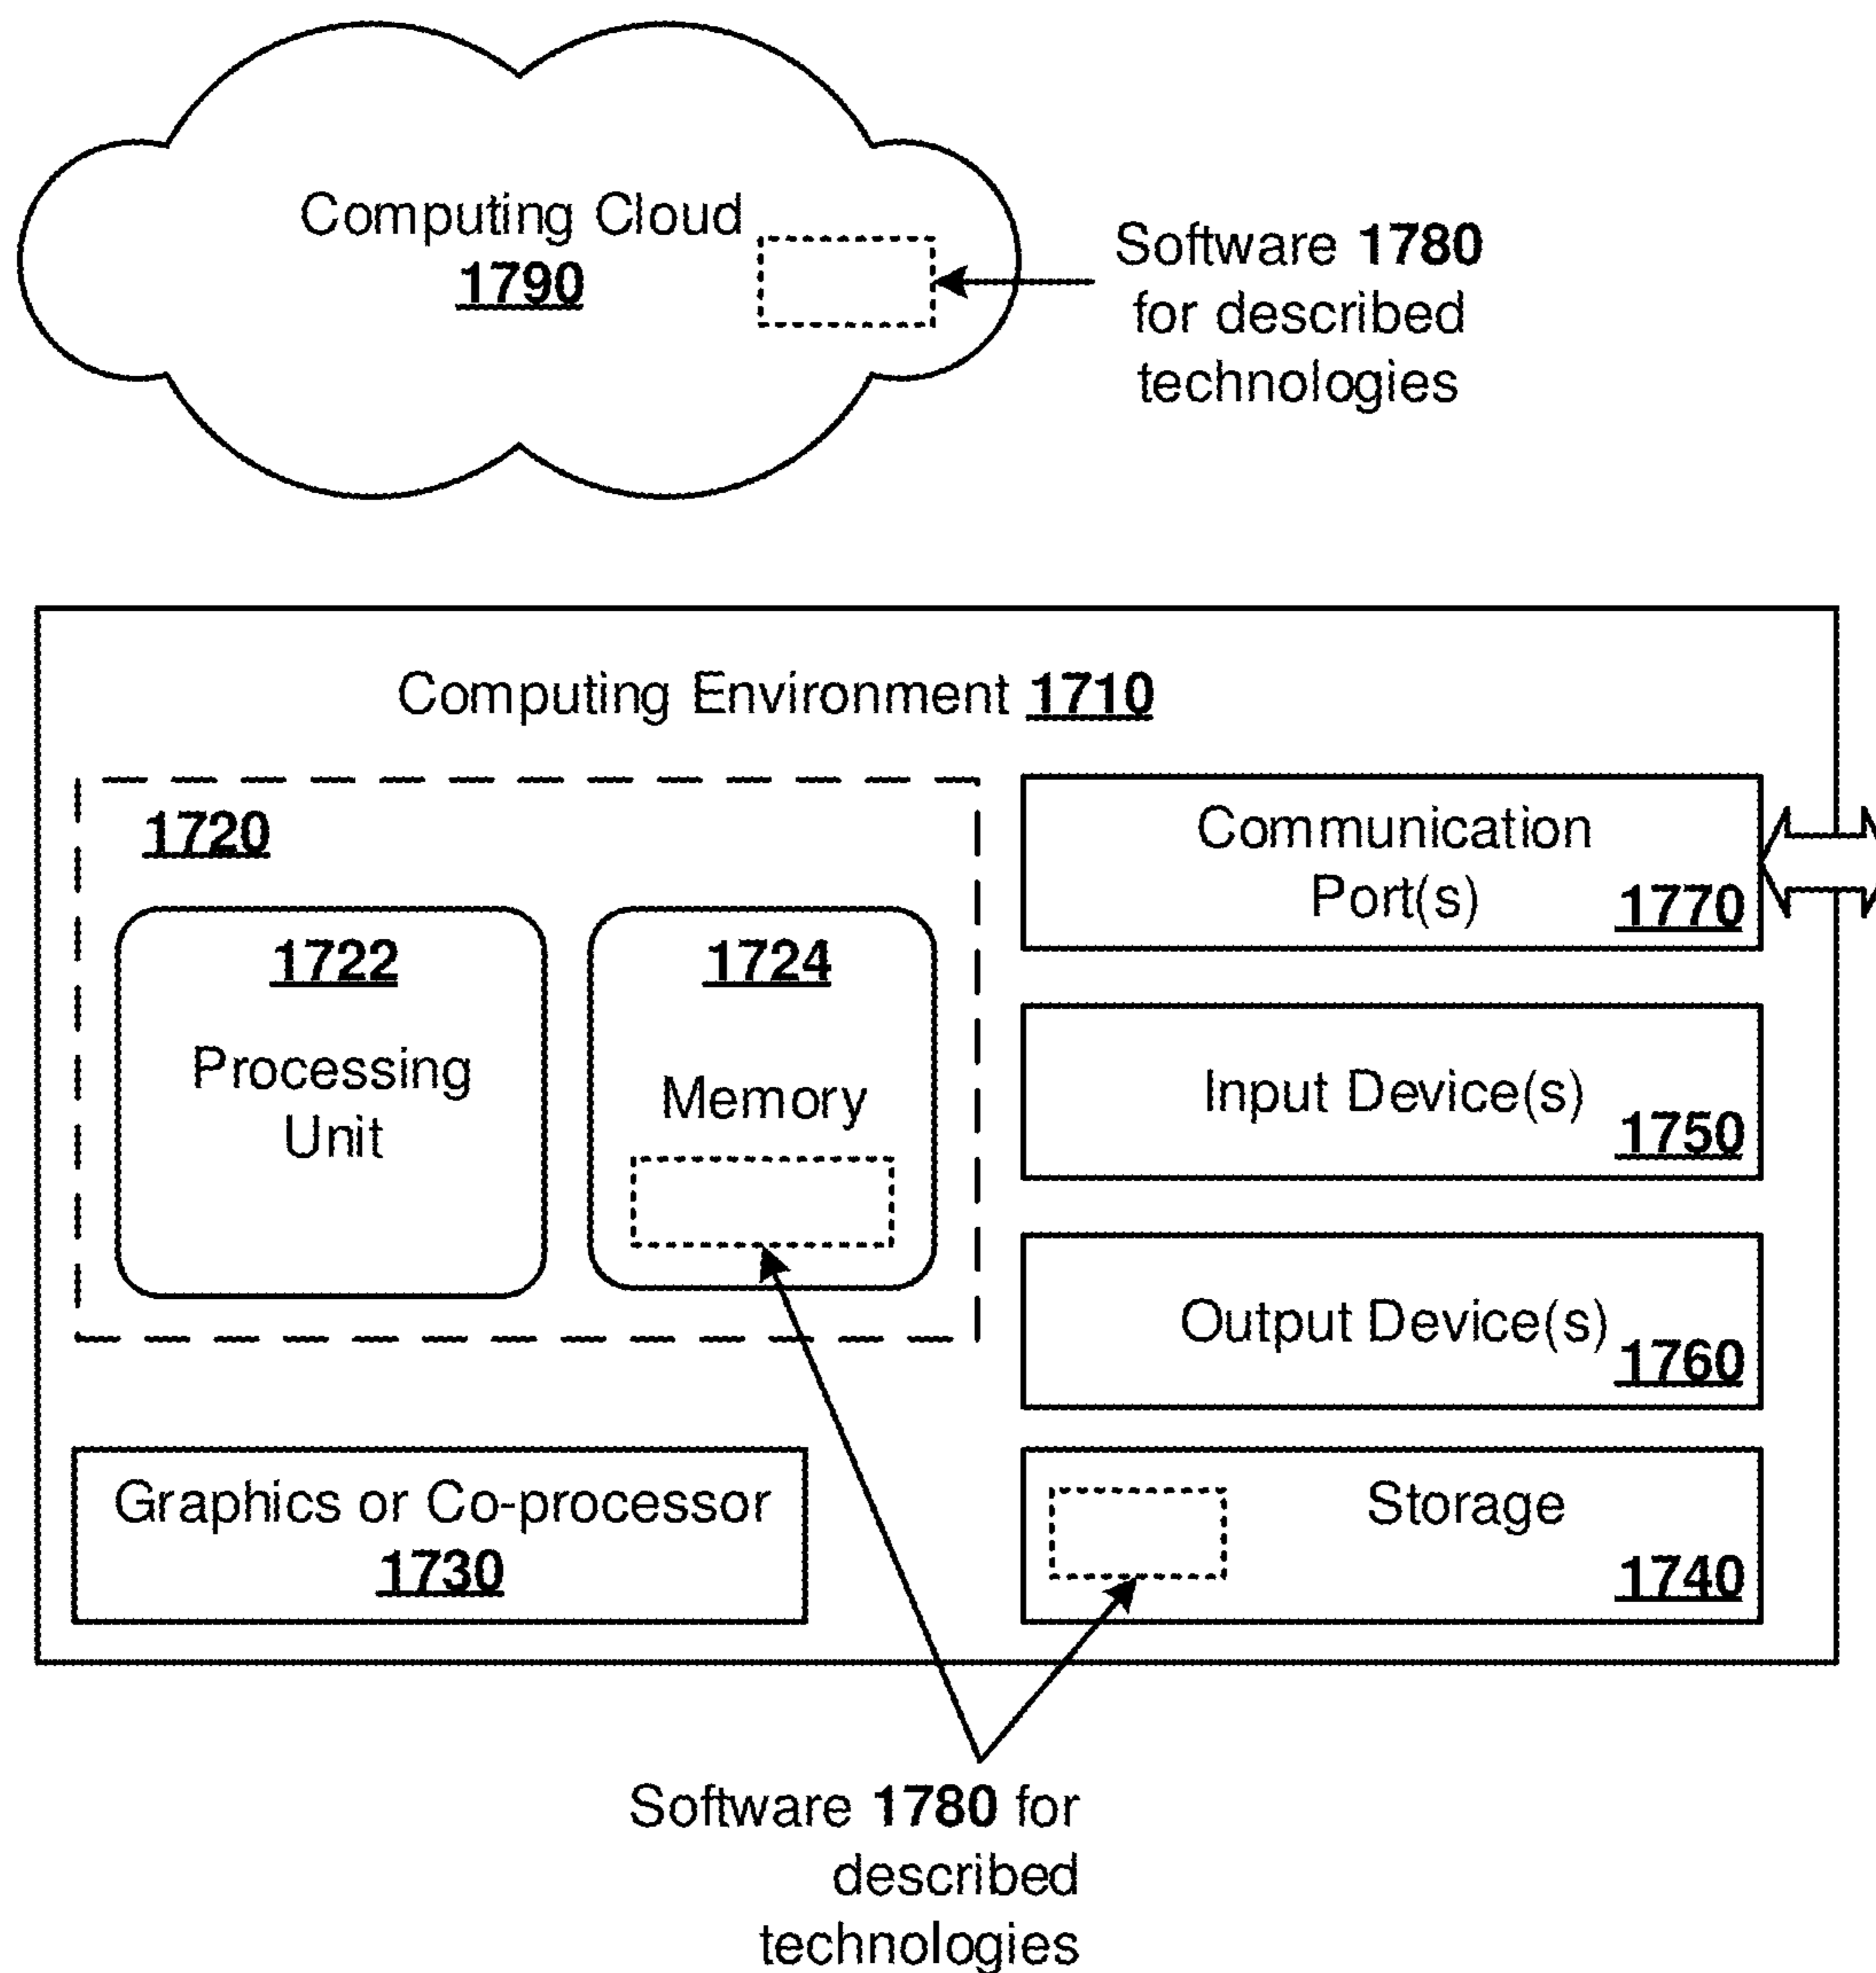 Computing Cloud
1790
Software 1780
for described
technologies
Computing Environment 1710
1720
1722
Processing
Unit
1724
Memory
Communication
Port(s)
1770
Input Device(s)
1750
Output Device(s)
1760
Graphics or Co-processor
1730
Storage
1740
Software 1780 for
described
technologies